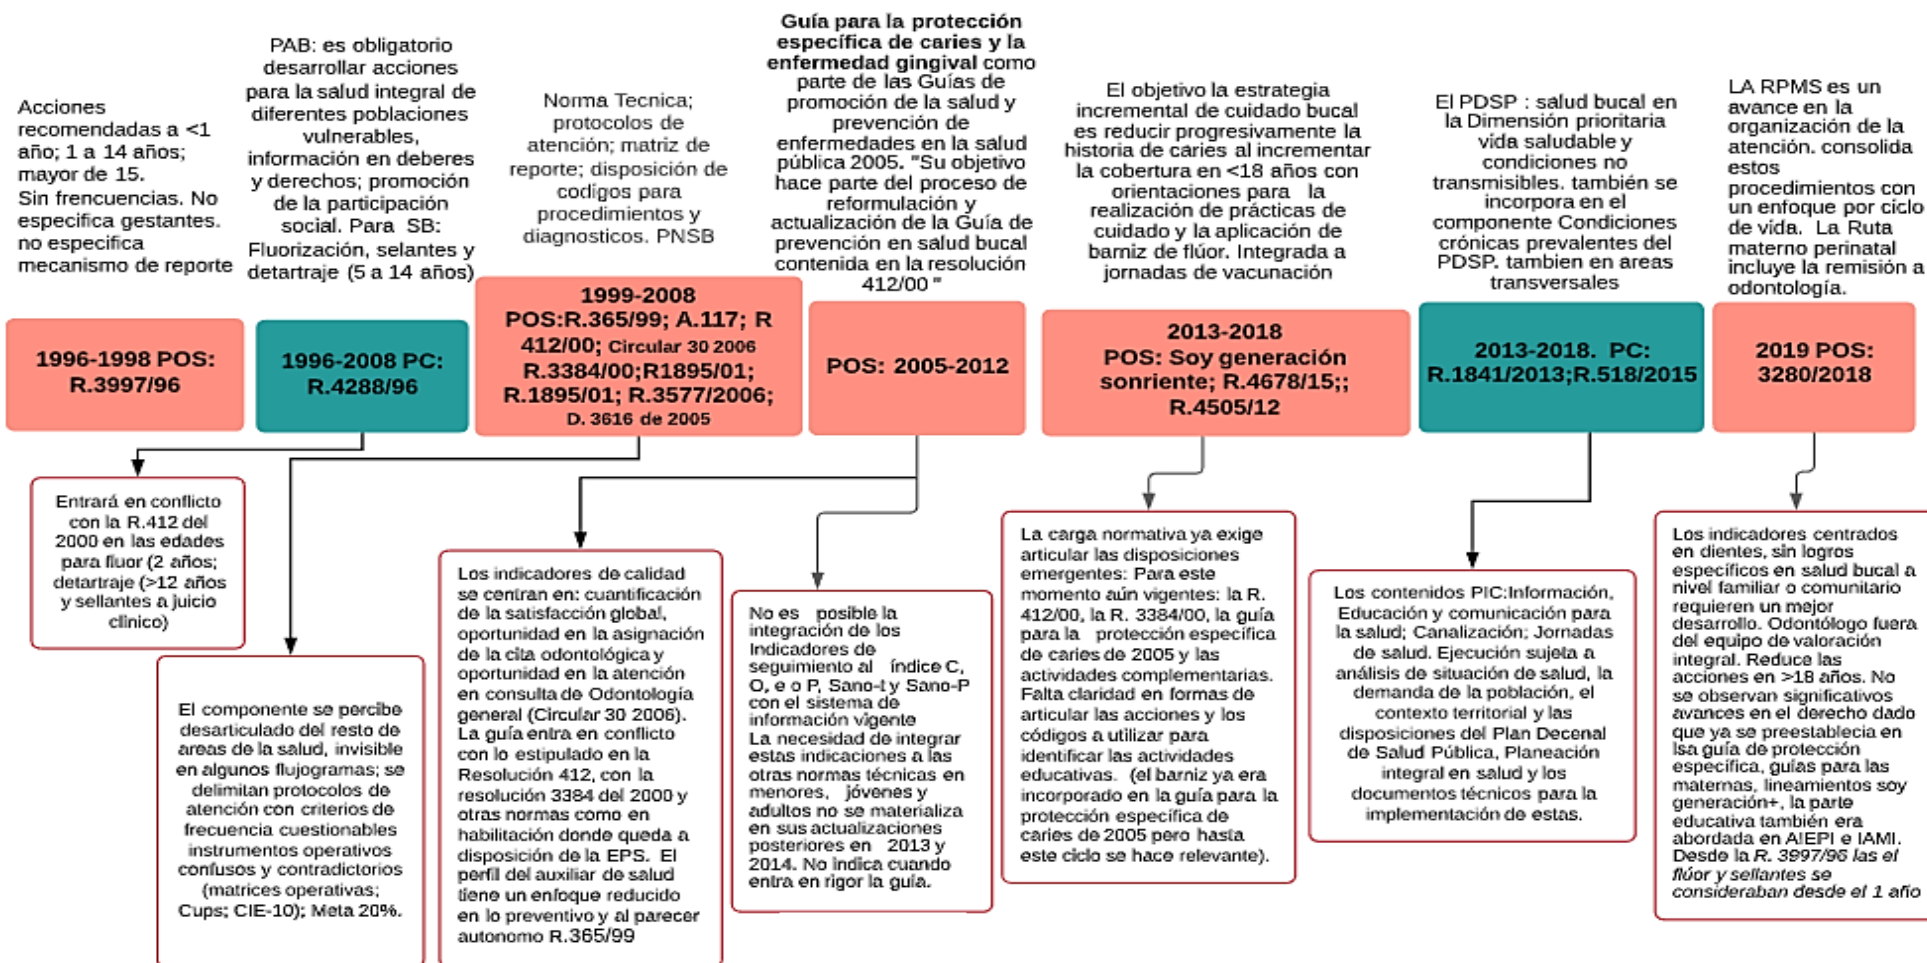 Acciones
recomendadas a <1
año; 1 a 14 años;
mayor de 15.
Sin frencuencias. No
especifica gestantes.
no especifica
mecanismo de reporte
PAB: es obligatorio
desarrollar acciones
para la salud integral de
diferentes poblaciones
vulnerables,
información en deberes
y derechos; promoción
de la participación
social. Para SB:
Fluorización, selantes y
detartraje (5 a 14 años)
Norma Tecnica;
protocolos de
atención; matriz de
reporte; disposición de
codígos para
procedimientos y
diagnosticos. PNSB
Guía para la protección
específica de caries y la
enfermedad gingival como
parte de las Guías de
promoción de la salud y
prevención de
enfermedades en la salud
pública 2005. "Su objetivo
hace parte del proceso de
reformulación y
actualización de la Guía de
prevención en salud bucal
contenida en la resolución
412/00 "
El objetivo la estrategia
incremental de cuidado bucal
es reducir progresivamente la
historia de caries al incrementar
la cobertura en <18 años con
orientaciones para la
realización de prácticas de
cuidado y la aplicación de
barniz de flúor. Integrada a
jornadas de vacunación
El PDSP : salud bucal en
la Dimensión prioritaria
vida saludable y
condiciones no
transmisibles. también se
incorpora en el
componente Condiciones
crónicas prevalentes del
PDSP. tambien en areas
transversales
LA RPMS es un
avance en la
organización de la
atención. consolida
estos
procedimientos con
un enfoque por ciclo
de vida. La Ruta
materno perinatal
incluye la remisión a
odontología.
1996-1998 POS:
R.3997/96
1996-2008 PC:
R.4288/96
1999-2008
POS:R.365/99; A.117; R
412/00; Circular 30 2006
R.3384/00;R1895/01;
R.1895/01; R.3577/2006;
D. 3616 de 2005
POS: 2005-2012
2013-2018
POS: Soy generación
sonriente; R.4678/15;;
R.4505/12
2013-2018. PC:
R.1841/2013;R.518/2015
2019 POS:
3280/2018
Entrará en conflicto
con la R.412 del
2000 en las edades
para fluor (2 años;
detartraje (>12 años
y sellantes a juicio
clínico)
El componente se percibe
desarticulado del resto de
areas de la salud, invisible
en algunos flujogramas; se
delimitan protocolos de
atención con criterios de
frecuencia cuestionables
instrumentos operativos
confusos y contradictorios
(matrices operativas;
Cups; CIE-10); Meta 20%.
Los indicadores de calidad
se centran en: cuantificación
de la satisfacción global,
oportunidad en la asignación
de la cita odontológica y
oportunidad en la atención
en consulta de Odontología
general (Circular 30 2006).
La guía entra en conflicto
con lo estipulado en la
Resolución 412, con la
resolución 3384 del 2000 y
otras normas como en
habilitación donde queda a
disposición de la EPS. El
perfil del auxiliar de salud
tiene un enfoque reducido
en lo preventivo y al parecer
autonomo R.365/99
No es posible la
integración de los
Indicadores de
seguimiento al índice C,
O, e o P, Sano-t y Sano-P
con el sistema de
información vigente
La necesidad de integrar
estas indicaciones a las
otras normas técnicas en
menores, jóvenes y
adultos no se materializa
en sus actualizaciones
posteriores en 2013 y
2014. No indica cuando
entra en rigor la guía.
La carga normativa ya exige
articular las disposiciones
emergentes: Para este
momento aún vigentes: la R.
412/00, la R. 3384/00, la guía
para la protección específica
de caries de 2005 y las
actividades complementarias.
Falta claridad en formas de
articular las acciones y los
códigos a utilizar para
identificar las actividades
educativas. (el barniz ya era
incorporado en la guía para la
protección específica de
caries de 2005 pero hasta
este ciclo se hace relevante).
Los contenidos PIC:Información,
Educación y comunicación para
la salud; Canalización; Jornadas
de salud. Ejecución sujeta a
análisis de situación de salud, la
demanda de la población, el
contexto territorial y las
disposiciones del Plan Decenal
de Salud Pública, Planeación
integral en salud y los
documentos técnicos para la
implementación de estas.
Los indicadores centrados
en dientes, sin logros
específicos en salud bucal a
nivel familiar o comunitario
requieren un mejor
desarrollo. Odontólogo fuera
del equipo de valoración
integral. Reduce las
acciones en >18 años. No
se observan significativos
avances en el derecho dado
que ya se preestablecia en
lsa guía de protección
específica, guías para las
maternas, lineamientos soy
generación+, la parte
educativa también era
abordada en AIEPI e IAMI.
Desde la R. 3997/96 las el
flúor y sellantes se
consideraban desde el 1 año